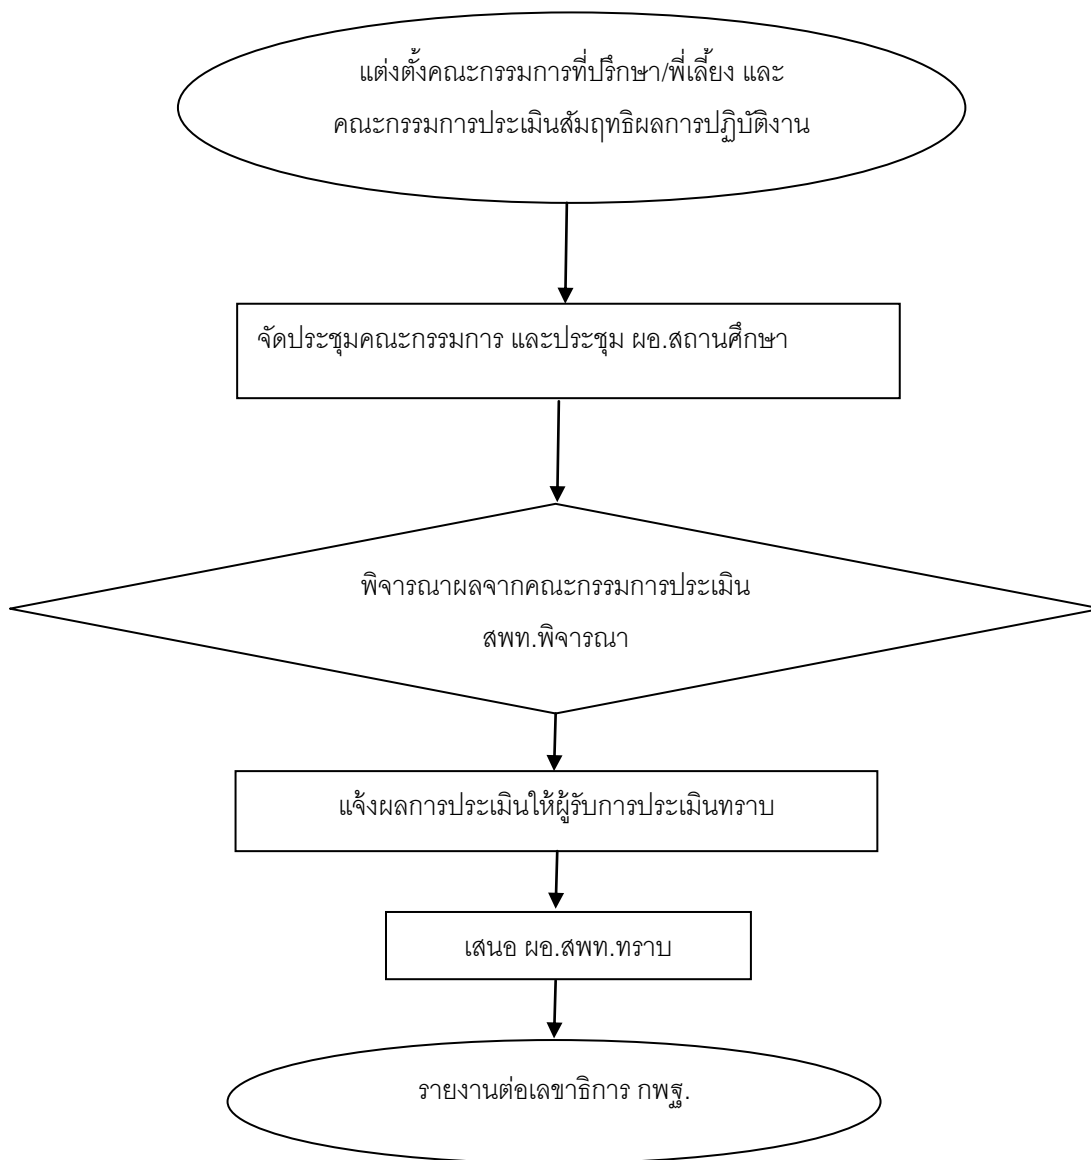 แต่งตั้งคณะกรรมการที่ปรึกษา/พี่เลี้ยง และ
คณะกรรมการประเมินสัมฤทธิผลการปฏิบัติงาน
จัดประชุมคณะกรรมการ และประชุม ผอ.สถานศึกษา
พิจารณาผลจากคณะกรรมการประเมิน
สพท.พิจารณา
แจ้งผลการประเมินให้ผู้รับการประเมินทราบ
เสนอ ผอ.สพท.ทราบ
รายงานต่อเลขาธิการ กพฐ.